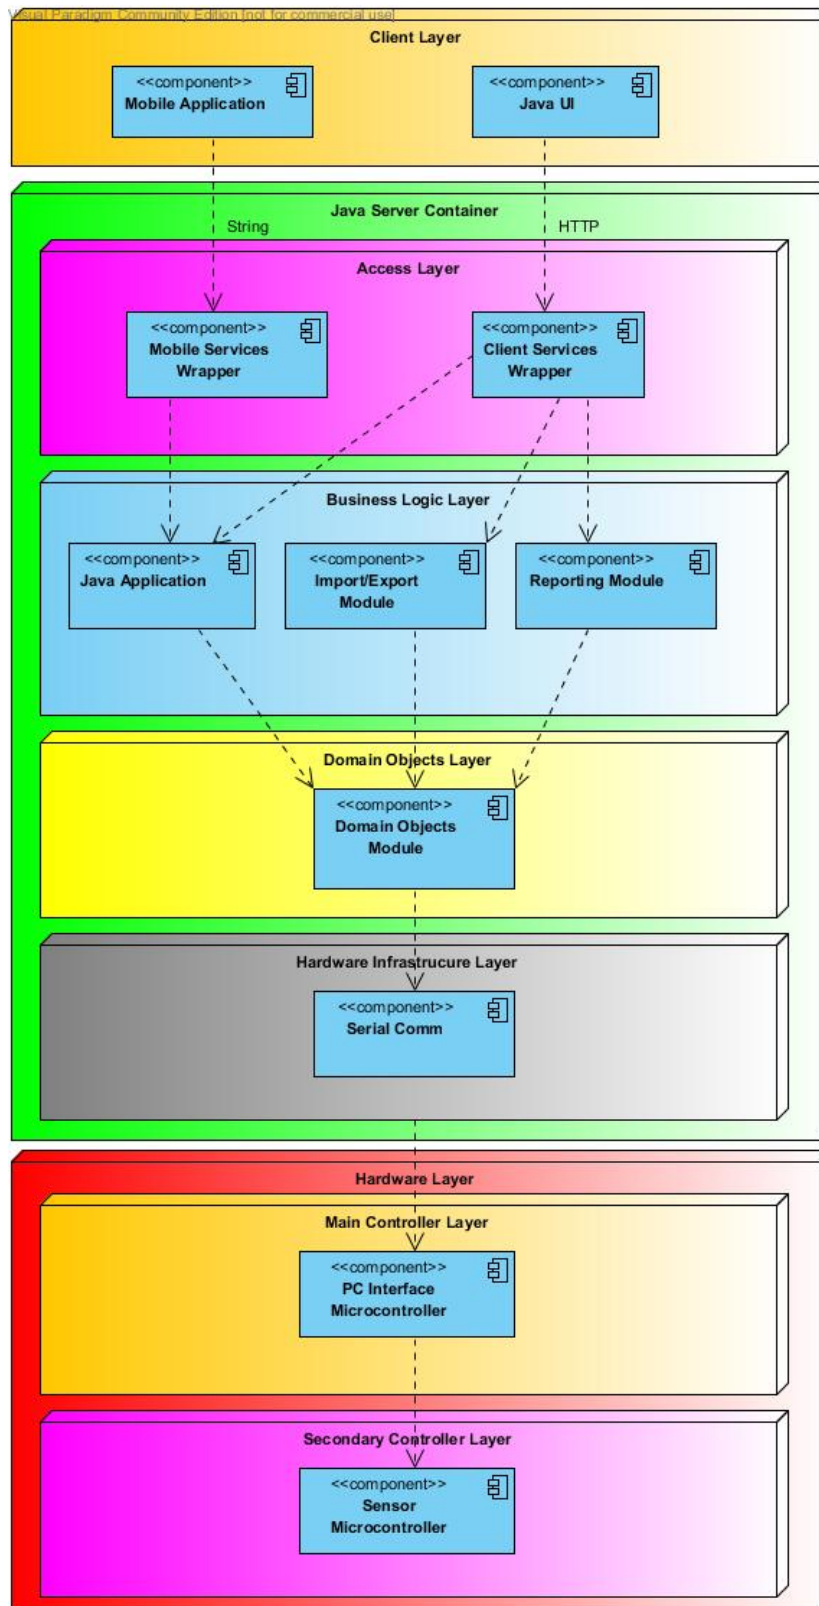 Visual Paradigm Community Edition [not for commercial use]
Client Layer
<<component>>
Mobile Application
<<component>>
Java UI
Java Server Container
String
HTTP
Access Layer
<<component>>
Mobile Services
Wrapper
<<component>>
Client Services
Wrapper
Business Logic Layer
<<component>>
Java Application
<<component>>
Import/Export
Module
<<component>>
Reporting Module
Domain Objects Layer
<<component>>
Domain Objects
Module
Hardware Infrastrucure Layer
<<component>>
Serial Comm
Hardware Layer
Main Controller Layer
<<component>>
PC Interface
Microcontroller
Secondary Controller Layer
<<component>>
Sensor
Microcontroller